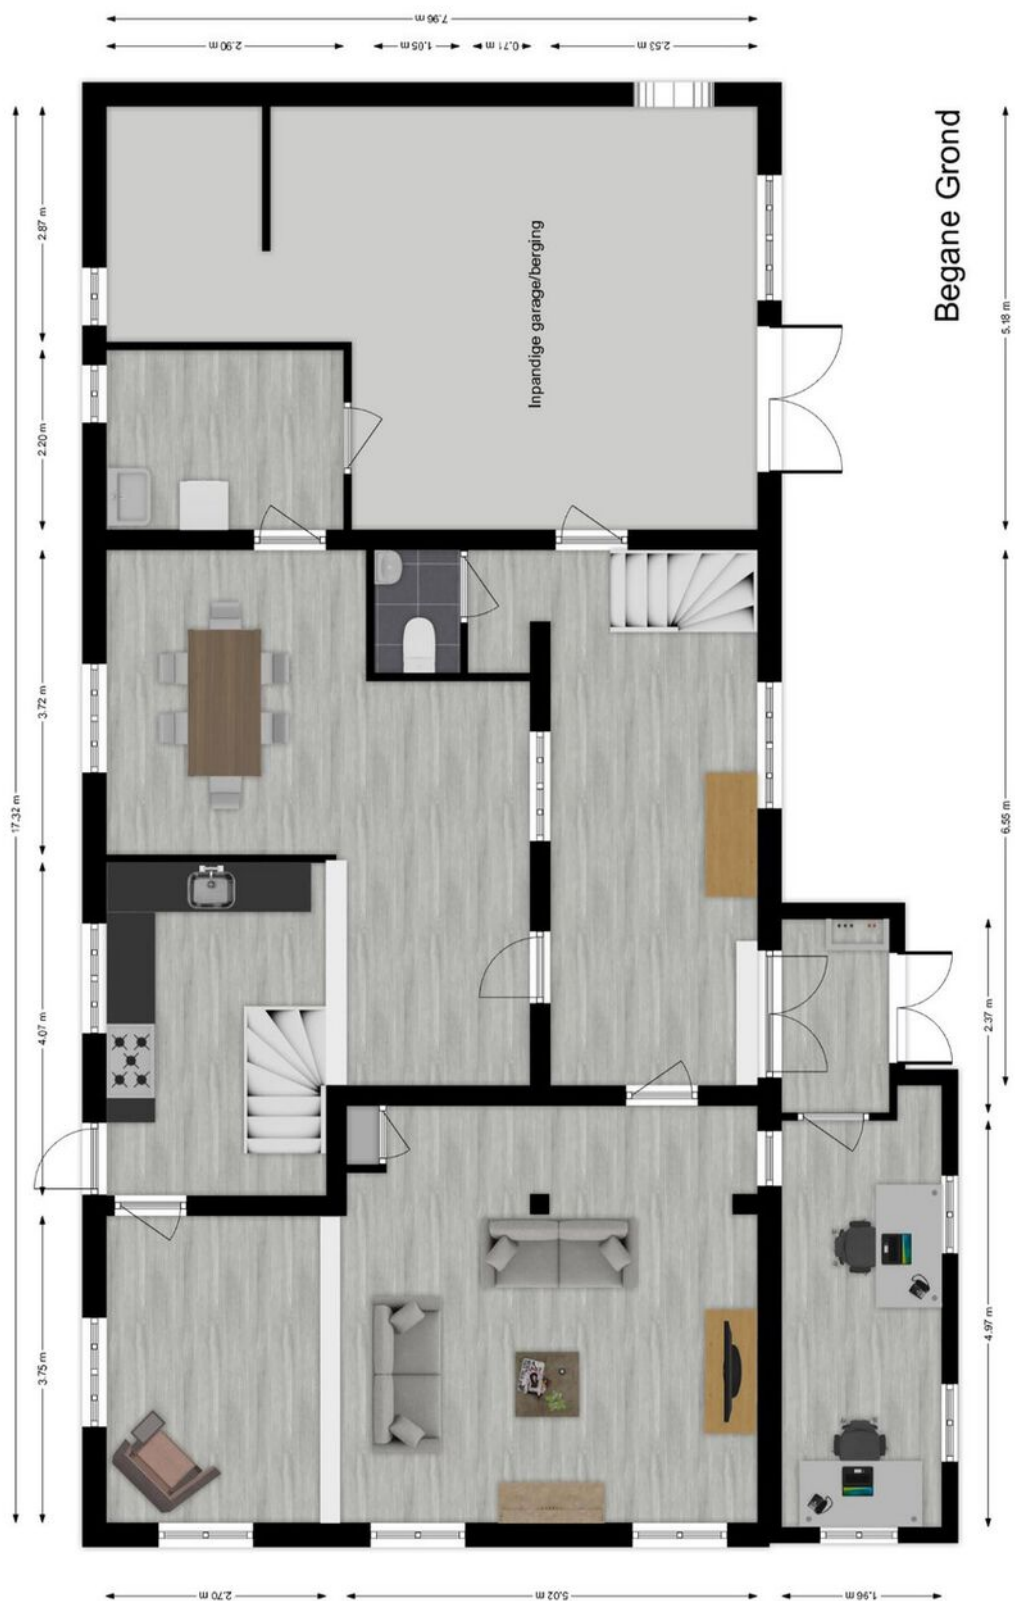 7.96 m
2.90 m
1.05 m
0.71 m
2.53 m
Begane Grond
Inpandige garage/berging
17.32 m
2.87 m
2.20 m
3.72 m
4.07 m
3.75 m
5.18 m
6.55 m
2.37 m
4.97 m
2.70 m
5.02 m
1.96 m